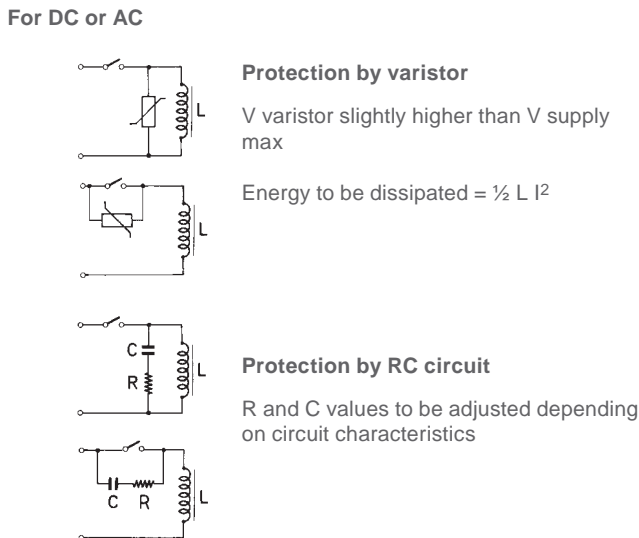 For DC or AC
L
Protection by varistor
V varistor slightly higher than V supply
max
L
Energy to be dissipated = ½ L I²
C
R
L
Protection by RC circuit
R and C values to be adjusted depending
on circuit characteristics
C R
L